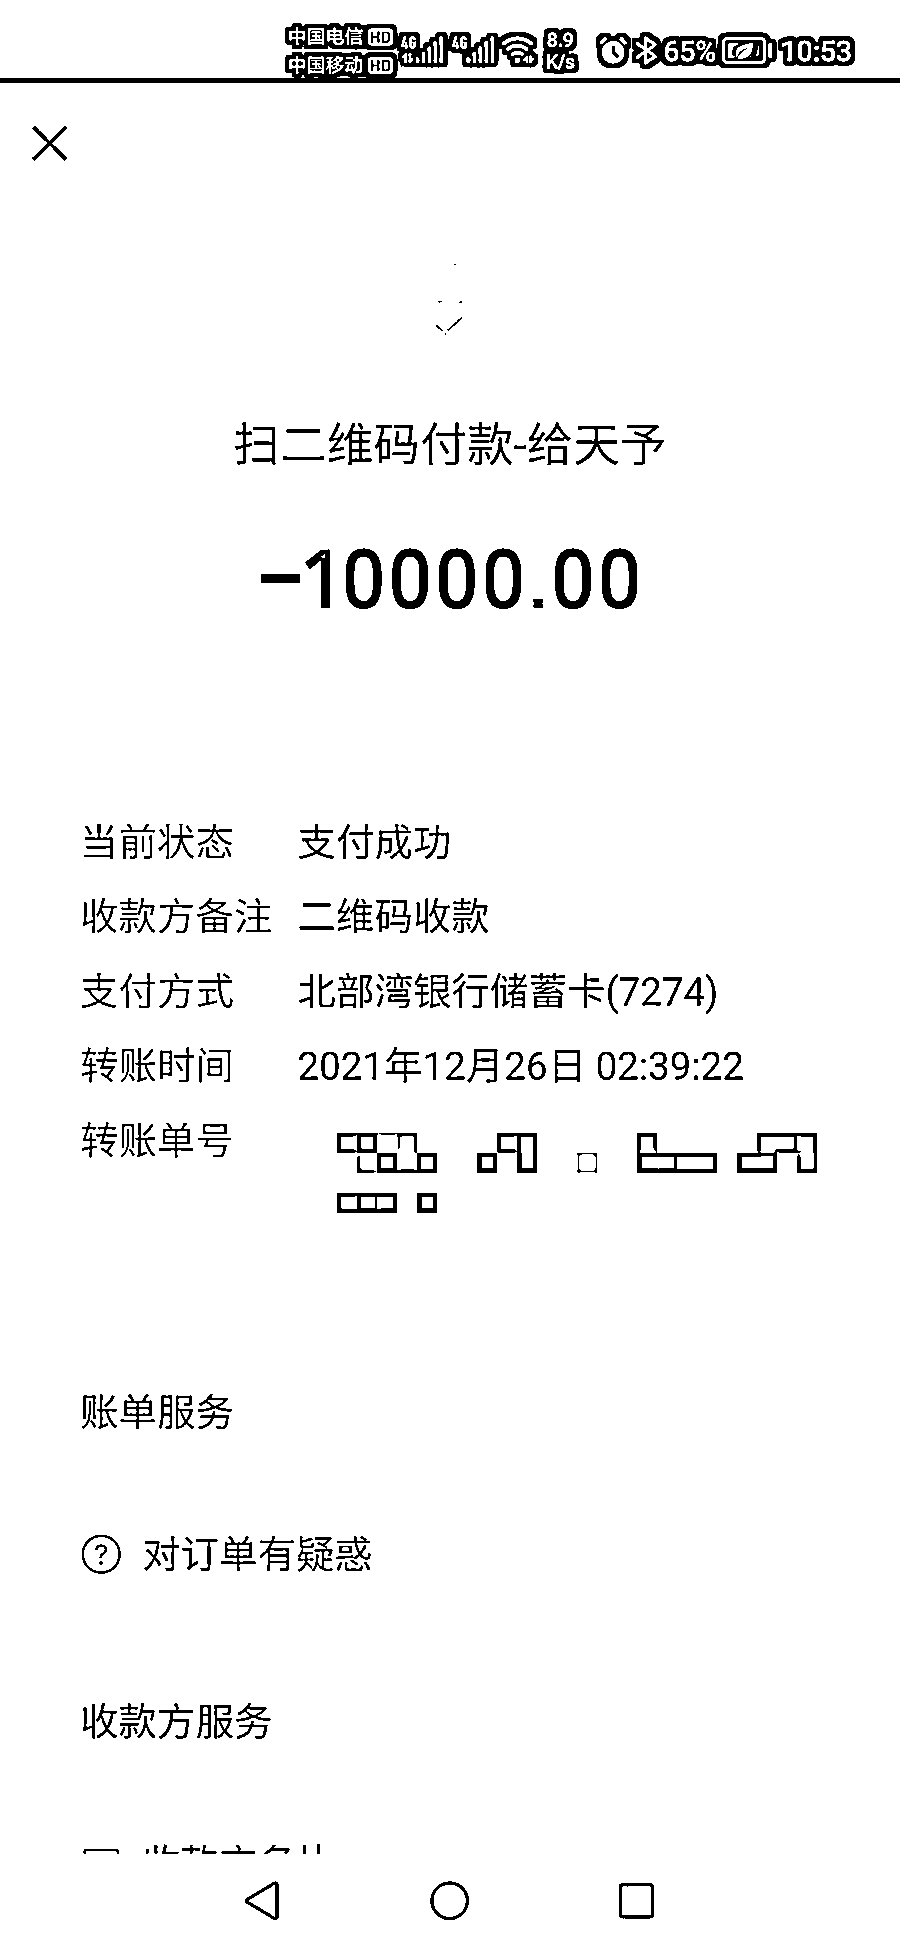 中国电信 HD 4G 4G 8.9 K/s 65% 10:53
中国移动 HD
扫二维码付款-给天予
-10000.00
当前状态 支付成功
收款方备注 二维码收款
支付方式 北部湾银行储蓄卡(7274)
转账时间 2021年12月26日 02:39:22
转账单号
账单服务
对订单有疑惑
收款方服务